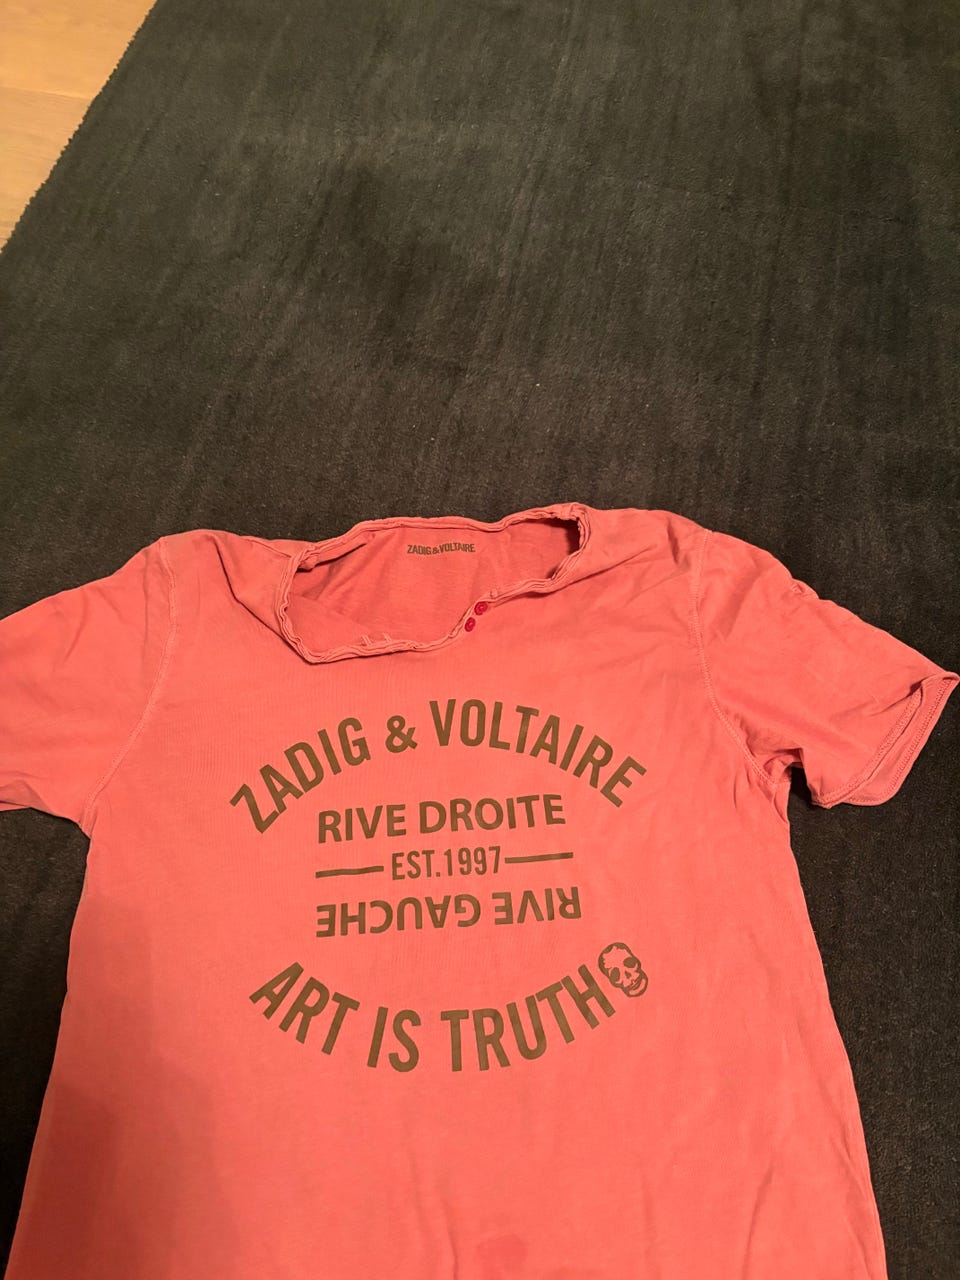 ZADIG&VOLTAIRE
ZADIG & VOLTAIRE
RIVE DROITE
EST.1997
RIVE GAUCHE
ART IS TRUTH